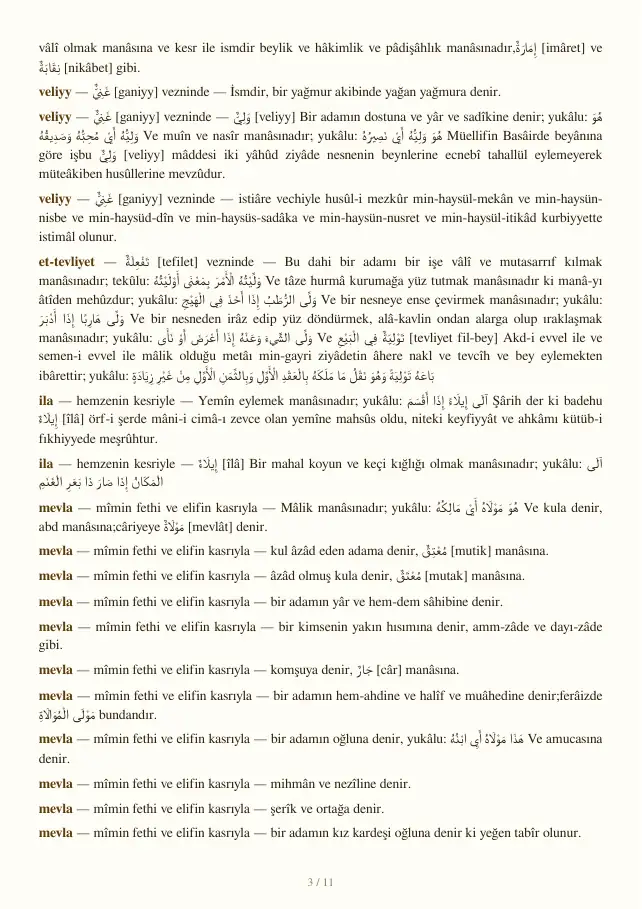 vâlî olmak manâsına ve kesr ile ismdir beylik ve hâkimlik ve pâdişâhlık manâsınadır,إِمَارَةٌ [imâret] ve
نِقَابَةٌ [nikâbet] gibi.
veliyy — غَنِيٌّ [ganiyy] vezninde — İsmdir, bir yağmur akibinde yağan yağmura denir.
veliyy — غَنِيٌّ [ganiyy] vezninde — وَلِيٌّ [veliyy] Bir adamın dostuna ve yâr ve sadîkine denir; yukâlu: هُوَ
وَلِيُّهُ أَيْ مُحِبُّهُ وَصَدِيقُهُ Ve muîn ve nasîr manâsınadır; yukâlu: هُوَ وَلِيُّهُ أَيْ نَصِيرُهُ Müellifin Basâirde beyânına
göre işbu وَلِيٌّ [veliyy] mâddesi iki yâhûd ziyâde nesnenin beynlerine ecnebî tahallül eylemeyerek
müteâkiben husûllerine mevzûdur.
veliyy — غَنِيٌّ [ganiyy] vezninde — istiâre vechiyle husûl-i mezkûr min-haysül-mekân ve min-haysün-
nisbe ve min-haysüd-dîn ve min-haysüs-sadâka ve min-haysün-nusret ve min-haysül-itikâd kurbiyyette
istimâl olunur.
et-tevliyet — تَفْعِلَةٌ [tefilet] vezninde — Bu dahi bir adamı bir işe vâlî ve mutasarrıf kılmak
manâsınadır; tekûlu: وَلَّيْتُهُ الْأَمْرَ بِمَعْنَى أَوْلَيْتُهُ Ve tâze hurmâ kurumağa yüz tutmak manâsınadır ki manâ-yı
âtîden mehûzdur; yukâlu: وَلَّى الرُّطَبُ إِذَا أَخَذَ فِي الْهَيْجِ Ve bir nesneye ense çevirmek manâsınadır; yukâlu:
وَلَّى هَارِبًا إِذَا أَدْبَرَ Ve bir nesneden irâz edip yüz döndürmek, alâ-kavlin ondan alarga olup ıraklaşmak
manâsınadır; yukâlu: وَلَّى الشَّيْءَ وَعَنْهُ إِذَا أَعْرَضَ أَوْ نَأَى Ve تَوْلِيَةٌ فِي الْبَيْعِ [tevliyet fil-bey] Akd-i evvel ile ve
semen-i evvel ile mâlik olduğu metâı min-gayri ziyâdetin âhere nakl ve tevcîh ve bey eylemekten
ibârettir; yukâlu: بَاعَهُ تَوْلِيَةً وَهُوَ نَقْلُ مَا مَلَكَهُ بِالْعَقْدِ الْأَوَّلِ وَبِالثَّمَنِ الْأَوَّلِ مِنْ غَيْرِ زِيَادَةٍ
ila — hemzenin kesriyle — Yemîn eylemek manâsınadır; yukâlu: آلَى إِيلَاءً إِذَا أَقْسَمَ Şârih der ki badehu
إِيلَاءٌ [îlâ] örf-i şerde mâni-i cimâ-ı zevce olan yemîne mahsûs oldu, niteki keyfiyyât ve ahkâmı kütüb-i
fıkhiyyede meşrûhtur.
ila — hemzenin kesriyle — إِيلَاءٌ [îlâ] Bir mahal koyun ve keçi kığlığı olmak manâsınadır; yukâlu: آلَى
الْمَكَانُ إِذَا صَارَ ذَا بَعَرِ الْغَنَمِ
mevla — mîmin fethi ve elifin kasrıyla — Mâlik manâsınadır; yukâlu: هُوَ مَوْلَاهُ أَيْ مَالِكُهُ Ve kula denir,
abd manâsına;câriyeye مَوْلَاةٌ [mevlât] denir.
mevla — mîmin fethi ve elifin kasrıyla — kul âzâd eden adama denir, مُعْتِقٌ [mutik] manâsına.
mevla — mîmin fethi ve elifin kasrıyla — âzâd olmuş kula denir, مُعْتَقٌ [mutak] manâsına.
mevla — mîmin fethi ve elifin kasrıyla — bir adamın yâr ve hem-dem sâhibine denir.
mevla — mîmin fethi ve elifin kasrıyla — bir kimsenin yakın hısımına denir, amm-zâde ve dayı-zâde
gibi.
mevla — mîmin fethi ve elifin kasrıyla — komşuya denir, جَارٌ [câr] manâsına.
mevla — mîmin fethi ve elifin kasrıyla — bir adamın hem-ahdine ve halîf ve muâhedine denir;ferâizde
مَوْلَى الْمُوَالَاةِ bundandır.
mevla — mîmin fethi ve elifin kasrıyla — bir adamın oğluna denir, yukâlu: هَذَا مَوْلَاهُ أَيِ ابْنُهُ Ve amucasına
denir.
mevla — mîmin fethi ve elifin kasrıyla — mihmân ve nezîline denir.
mevla — mîmin fethi ve elifin kasrıyla — şerîk ve ortağa denir.
mevla — mîmin fethi ve elifin kasrıyla — bir adamın kız kardeşi oğluna denir ki yeğen tabîr olunur.
3 / 11